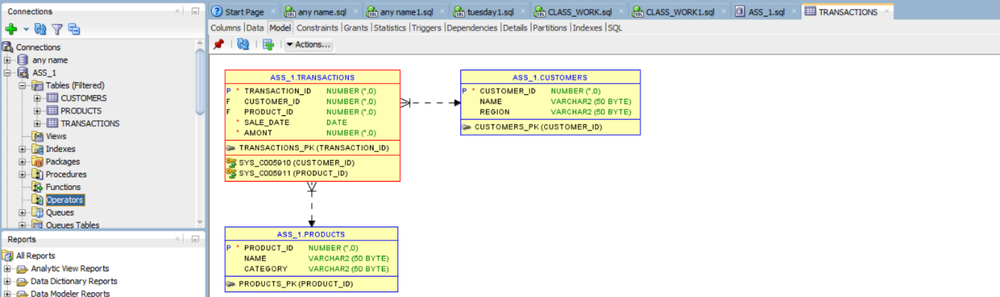 Connections
Connections
any name
ASS_1
Tables (Filtered)
CUSTOMERS
PRODUCTS
TRANSACTIONS
Views
Indexes
Packages
Procedures
Functions
Operators
Queues
Queues Tables
Reports
All Reports
Analytic View Reports
Data Dictionary Reports
Data Modeler Reports
Start Page any name.sql any name1.sql tuesday1.sql CLASS_WORK.sql CLASS_WORK1.sql ASS_1.sql TRANSACTIONS
Columns Data Model Constraints Grants Statistics Triggers Dependencies Details Partitions Indexes SQL
Actions...
ASS_1.TRANSACTIONS
P * TRANSACTION_ID NUMBER (*,0)
F CUSTOMER_ID NUMBER (*,0)
F PRODUCT_ID NUMBER (*,0)
* SALE_DATE DATE
* AMONT NUMBER (*,0)
TRANSACTIONS_PK (TRANSACTION_ID)
SYS_C005910 (CUSTOMER_ID)
SYS_C005911 (PRODUCT_ID)
ASS_1.CUSTOMERS
P * CUSTOMER_ID NUMBER (*,0)
NAME VARCHAR2 (50 BYTE)
REGION VARCHAR2 (50 BYTE)
CUSTOMERS_PK (CUSTOMER_ID)
ASS_1.PRODUCTS
P * PRODUCT_ID NUMBER (*,0)
NAME VARCHAR2 (50 BYTE)
CATEGORY VARCHAR2 (50 BYTE)
PRODUCTS_PK (PRODUCT_ID)